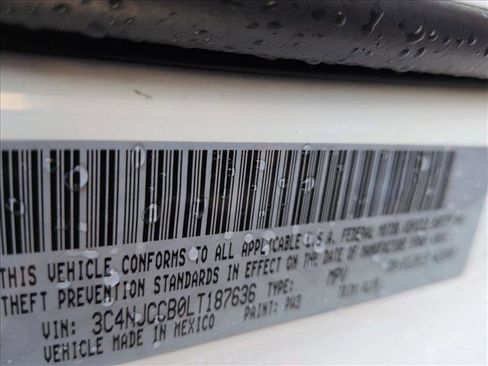 THIS VEHICLE CONFORMS TO ALL APPLICABLE U.S.A. FEDERAL MOTOR VEHICLE SAFETY
THEFT PREVENTION STANDARDS IN EFFECT ON THE DATE OF MANUFACTURE SHOWN
VIN: 3C4NJCCB0LT187636 TYPE: MPV
VEHICLE MADE IN MEXICO PAINT: PW3 TRIM: